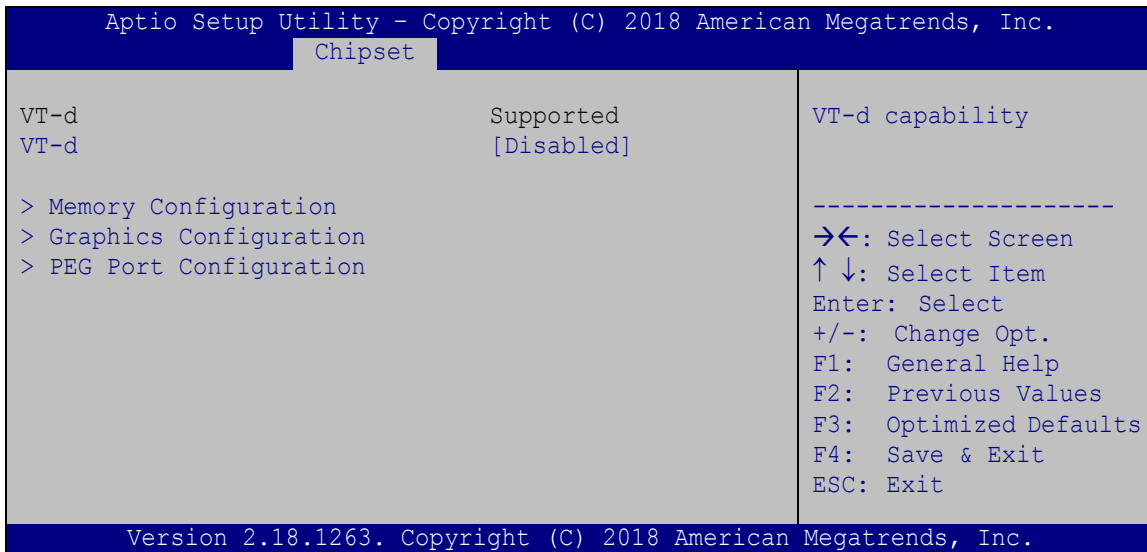 Aptio Setup Utility – Copyright (C) 2018 American Megatrends, Inc.
Chipset
VT-d Supported
VT-d [Disabled]
> Memory Configuration
> Graphics Configuration
> PEG Port Configuration
VT-d capability
---------------------
→←: Select Screen
↑ ↓: Select Item
Enter: Select
+/-: Change Opt.
F1: General Help
F2: Previous Values
F3: Optimized Defaults
F4: Save & Exit
ESC: Exit
Version 2.18.1263. Copyright (C) 2018 American Megatrends, Inc.